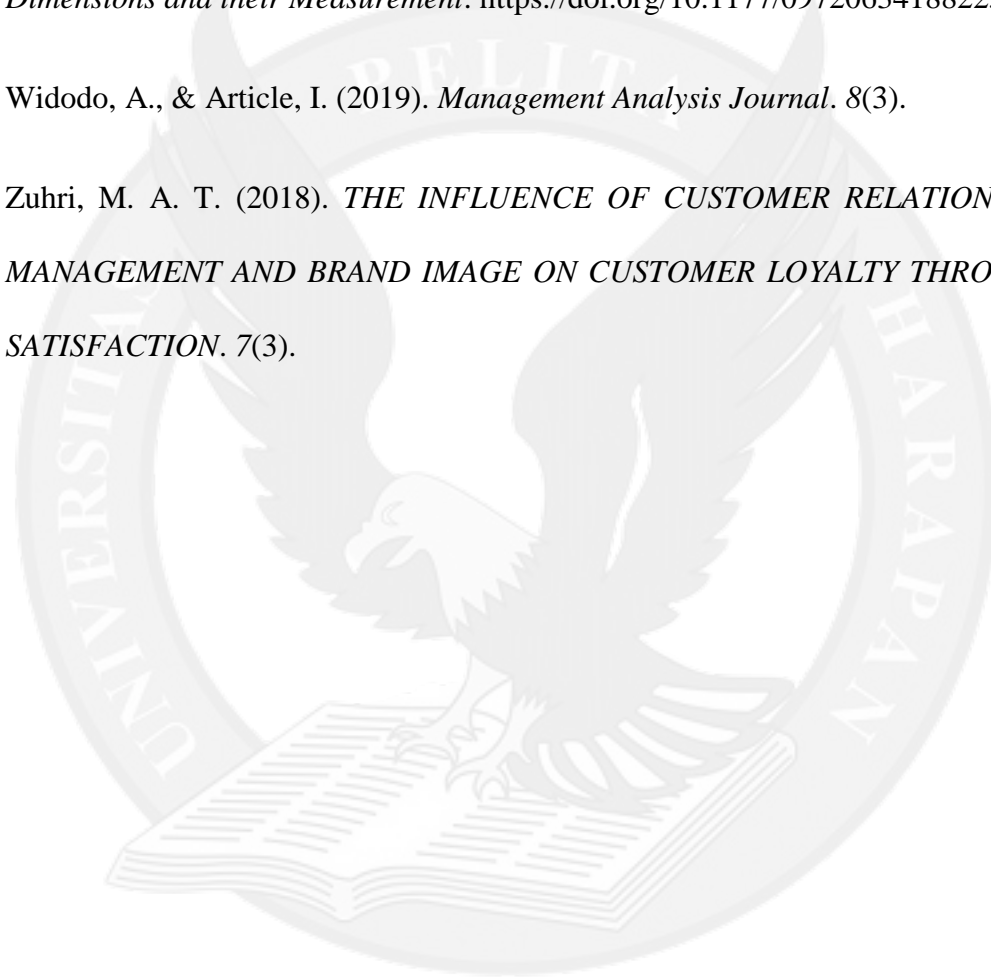 Dimensions and their Measurement. https://doi.org/10.1177/09720634188225
Widodo, A., & Article, I. (2019). Management Analysis Journal. 8(3).
Zuhri, M. A. T. (2018). THE INFLUENCE OF CUSTOMER RELATION
MANAGEMENT AND BRAND IMAGE ON CUSTOMER LOYALTY THRO
SATISFACTION. 7(3).
UNIVERSITAS PELITA HARAPAN